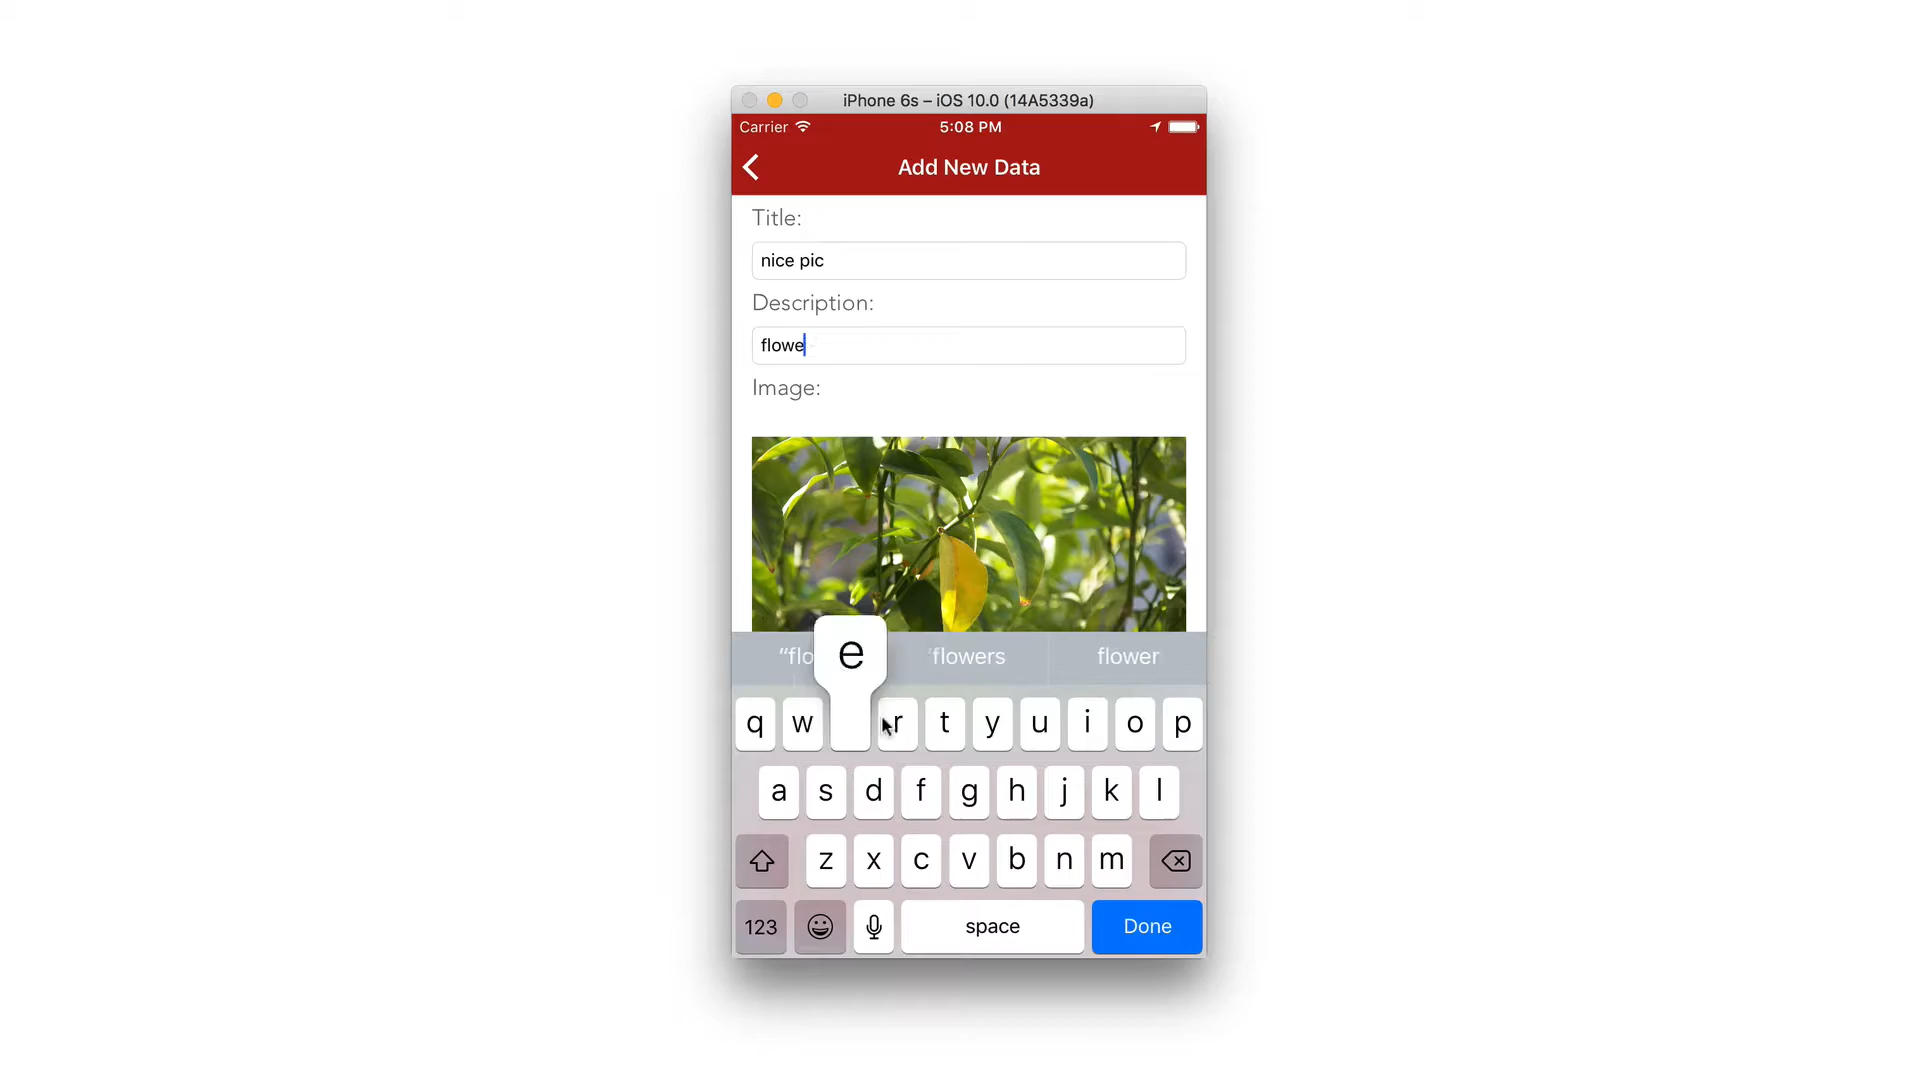 iPhone 6s – iOS 10.0 (14A5339a)
Carrier 5:08 PM
Add New Data
Title:
nice pic
Description:
flowe
Image:
e
“flo flowers flower
q w r t y u i o p
a s d f g h j k l
z x c v b n m
123 space Done